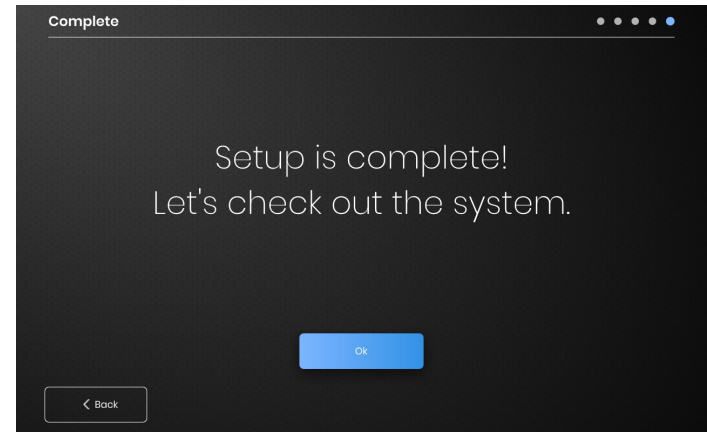 Complete
Setup is complete!
Let's check out the system.
Ok
Back